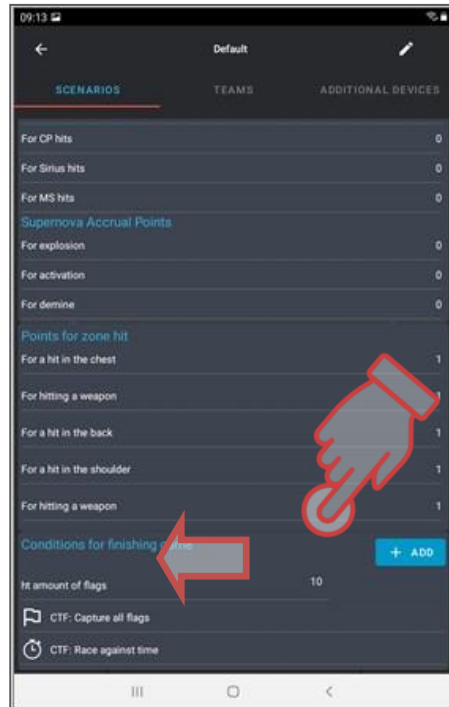 09:13
Default
SCENARIOS TEAMS ADDITIONAL DEVICES
For CP hits 0
For Sirius hits 0
For MS hits 0
Supernova Accrual Points
For explosion 0
For activation 0
For demine 0
Points for zone hit
For a hit in the chest 1
For hitting a weapon 1
For a hit in the back 1
For a hit in the shoulder 1
For hitting a weapon 1
Conditions for finishing game
+ ADD
ht amount of flags 10
CTF: Capture all flags
CTF: Race against time